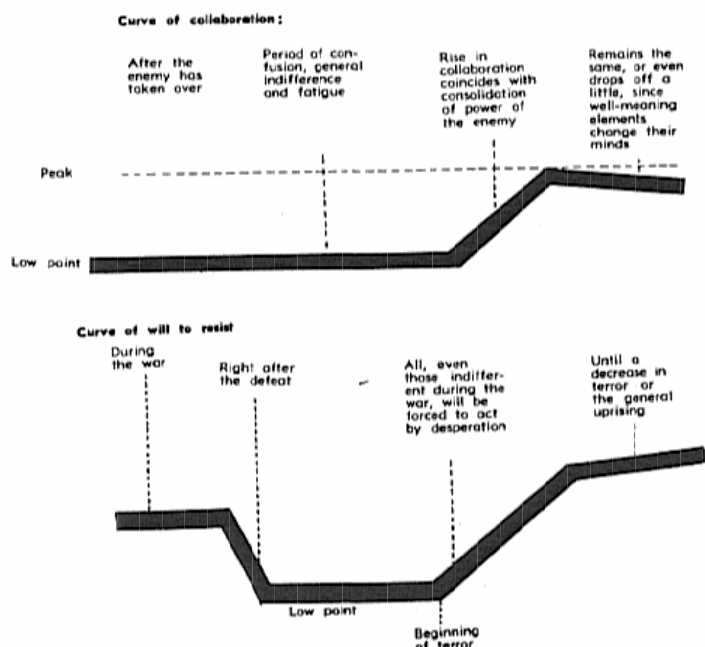 Curve of collaboration:
After the
enemy has
taken over
Period of con-
fusion, general
indifference
and fatigue
Rise in
collaboration
coincides with
consolidation
of power of
the enemy
Remains the
same, or even
drops off a
little, since
well-meaning
elements
change their
minds
Peak
Low point
Curve of will to resist
During
the war
Right after
the defeat
All, even
those indiffer-
ent during the
war, will be
forced to act
by desperation
Until a
decrease in
terror or
the general
uprising
Low point
Beginning
of terror